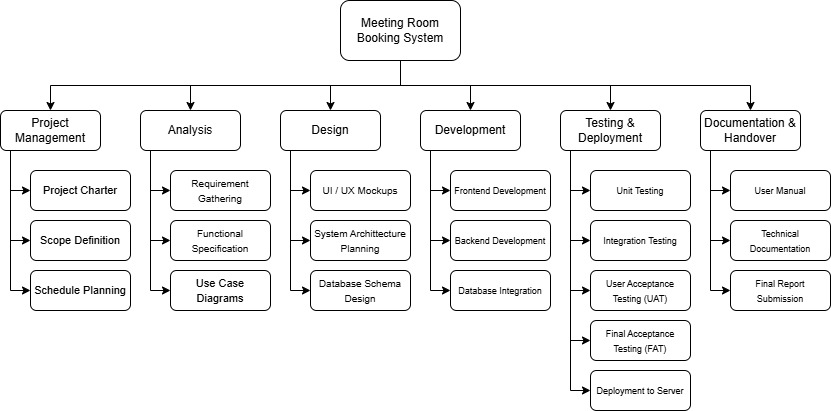 Meeting Room
Booking System
Project
Management
Analysis
Design
Development
Testing &
Deployment
Documentation &
Handover
Project Charter
Scope Definition
Schedule Planning
Requirement
Gathering
Functional
Specification
Use Case
Diagrams
UI / UX Mockups
System Archittecture
Planning
Database Schema
Design
Frontend Development
Backend Development
Database Integration
Unit Testing
Integration Testing
User Acceptance
Testing (UAT)
Final Acceptance
Testing (FAT)
Deployment to Server
User Manual
Technical
Documentation
Final Report
Submission